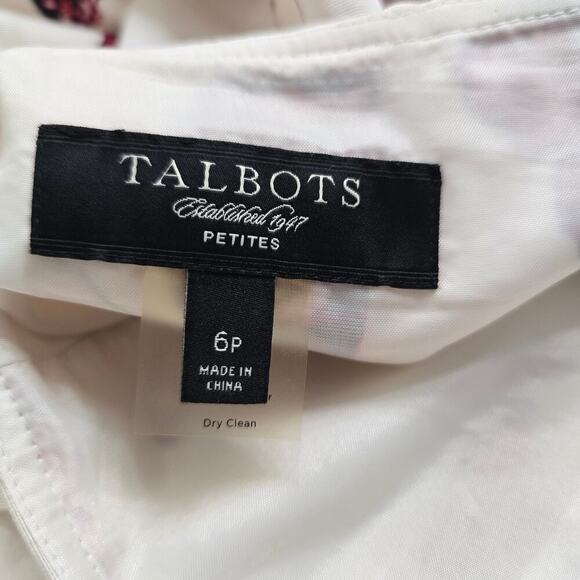 TALBOTS
Established 1947
PETITES
6P
MADE IN
CHINA
Dry Clean